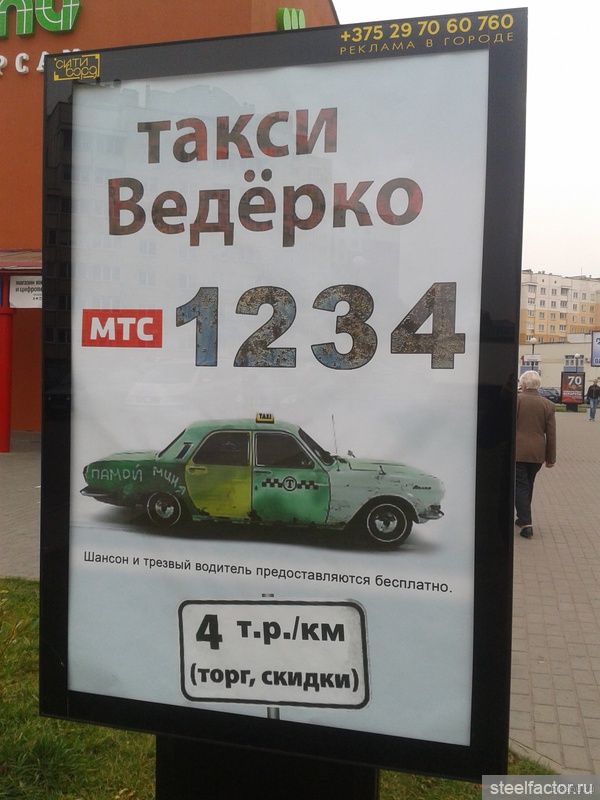 +375 29 70 60 760
РЕКЛАМА В ГОРОДЕ
СИТИ
БОРД
такси
Ведёрко
МТС 1234
TAXI
ПАМОЙ МИНЯ
Т
Шансон и трезвый водитель предоставляются бесплатно.
4 т.р./км
(торг, скидки)
70
steelfactor.ru